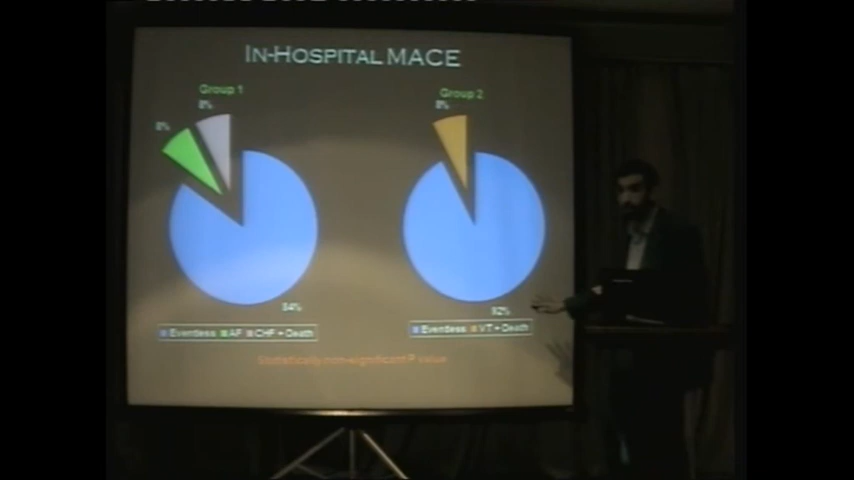 In-Hospital MACE
Group 1
8%
8%
84%
Eventless AF CHF + Death
Group 2
8%
92%
Eventless VT + Death
Statistically non-significant P value